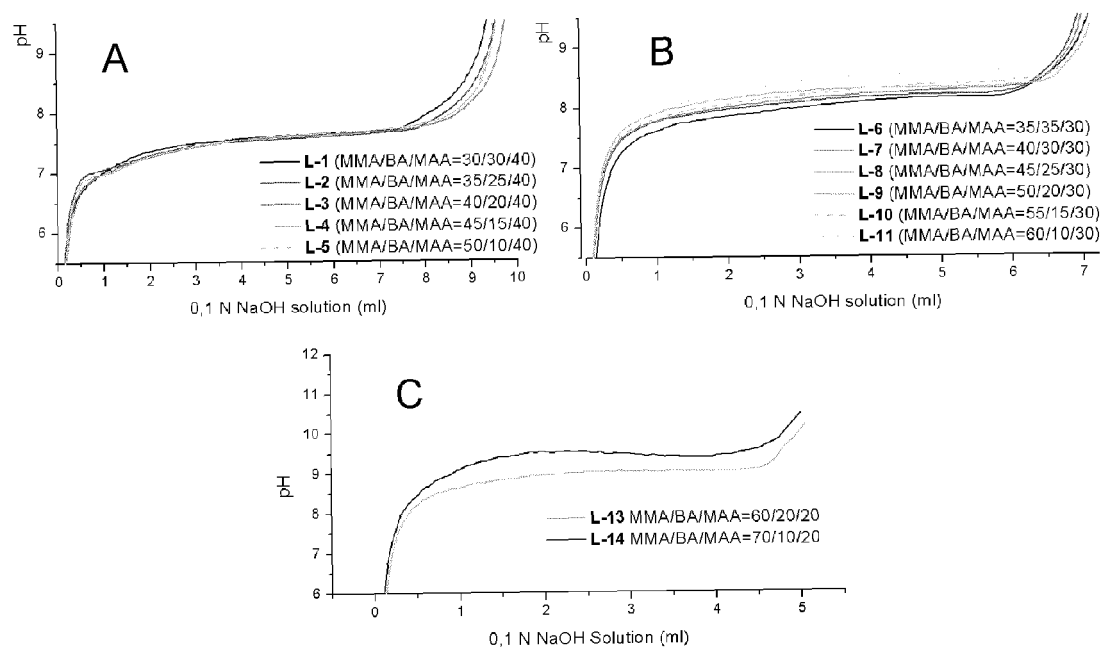 A
pH
9
8
7
6
L-1 (MMA/BA/MAA=30/30/40)
L-2 (MMA/BA/MAA=35/25/40)
L-3 (MMA/BA/MAA=40/20/40)
L-4 (MMA/BA/MAA=45/15/40)
L-5 (MMA/BA/MAA=50/10/40)
0 1 2 3 4 5 6 7 8 9 10
0,1 N NaOH solution (ml)
B
pH
9
8
7
6
L-6 (MMA/BA/MAA=35/35/30)
L-7 (MMA/BA/MAA=40/30/30)
L-8 (MMA/BA/MAA=45/25/30)
L-9 (MMA/BA/MAA=50/20/30)
L-10 (MMA/BA/MAA=55/15/30)
L-11 (MMA/BA/MAA=60/10/30)
0 1 2 3 4 5 6 7
0,1 N NaOH solution (ml)
C
pH
12
11
10
9
8
7
6
L-13 MMA/BA/MAA=60/20/20
L-14 MMA/BA/MAA=70/10/20
0 1 2 3 4 5
0,1 N NaOH Solution (ml)